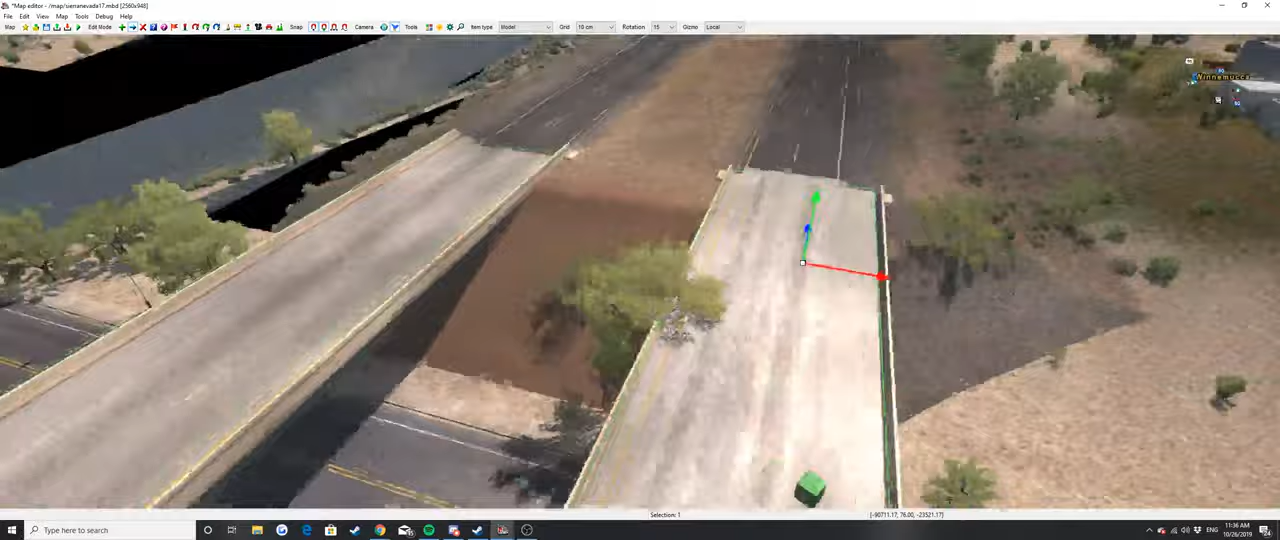 *Map editor - /map/sierranevada17.mbd [2560x948]
File Edit View Map Item Tools Debug Help
Map Edit Mode Snap Camera Tools Item type Model Grid 10 cm Rotation 15 Gizmo Local
Winnemucca
Selection: 1 [-90711.17, 76.00, -23521.17]
Type here to search
ENG
11:36 AM
10/26/2019